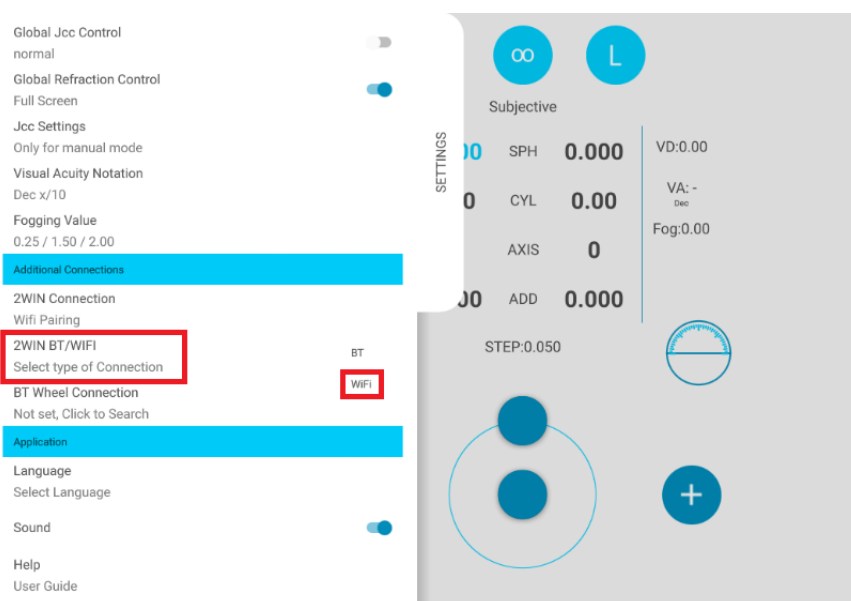 Global Jcc Control
normal
Global Refraction Control
Full Screen
Jcc Settings
Only for manual mode
Visual Acuity Notation
Dec x/10
Fogging Value
0.25 / 1.50 / 2.00
Additional Connections
2WIN Connection
Wifi Pairing
2WIN BT/WIFI
Select type of Connection
BT
WiFi
BT Wheel Connection
Not set, Click to Search
Application
Language
Select Language
Sound
Help
User Guide
SETTINGS
∞ L
Subjective
00 SPH 0.000
0 CYL 0.00
AXIS 0
00 ADD 0.000
VD:0.00
VA: -
Dec
Fog:0.00
STEP:0.050
+